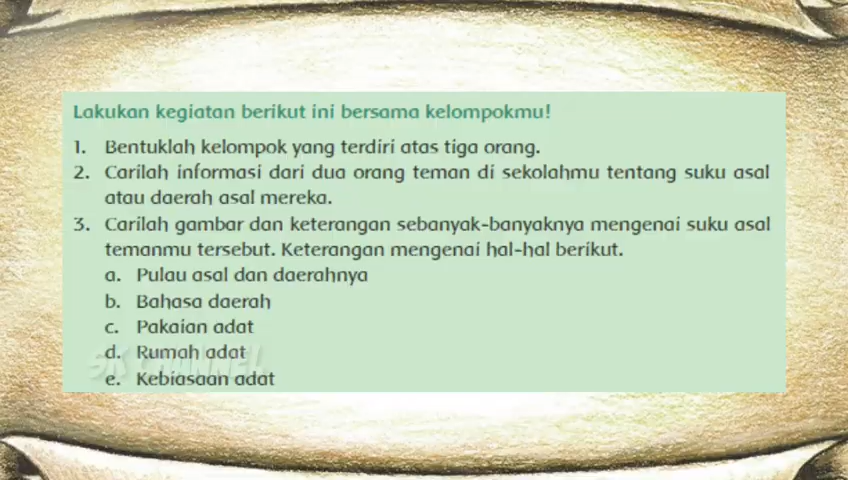 Lakukan kegiatan berikut ini bersama kelompokmu!
1. Bentuklah kelompok yang terdiri atas tiga orang.
2. Carilah informasi dari dua orang teman di sekolahmu tentang suku asal
atau daerah asal mereka.
3. Carilah gambar dan keterangan sebanyak-banyaknya mengenai suku asal
temanmu tersebut. Keterangan mengenai hal-hal berikut.
a. Pulau asal dan daerahnya
b. Bahasa daerah
c. Pakaian adat
d. Rumah adat
e. Kebiasaan adat